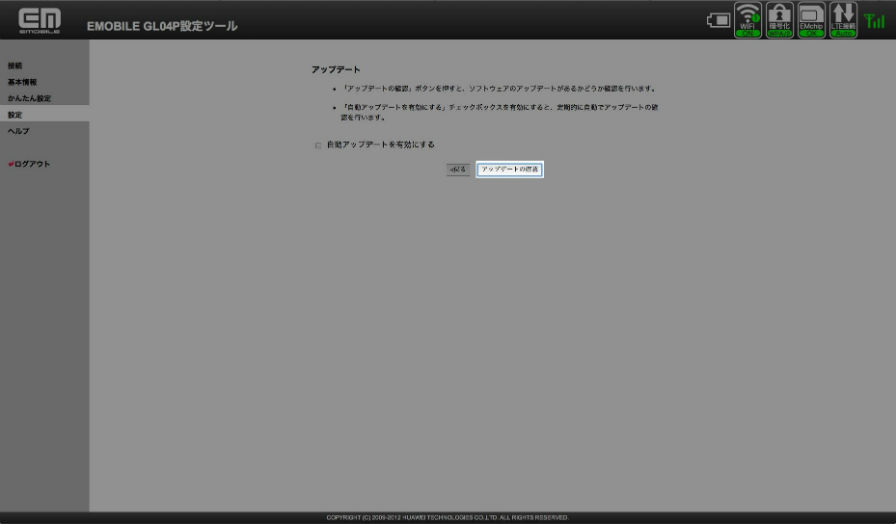 EM
EMOBILE
EMOBILE GL04P設定ツール
WiFi
ON
暗号化
EMchip
OK
LTE接続
Auto
接続
基本情報
かんたん設定
設定
ヘルプ
ログアウト
アップデート
「アップデートの確認」ボタンを押すと、ソフトウェアのアップデートがあるかどうか確認を行います。
「自動アップデートを有効にする」チェックボックスを有効にすると、定期的に自動でアップデートの確
認を行います。
自動アップデートを有効にする
戻る
アップデートの確認
COPYRIGHT (C) 2009-2012 HUAWEI TECHNOLOGIES CO.,LTD. ALL RIGHTS RESERVED.